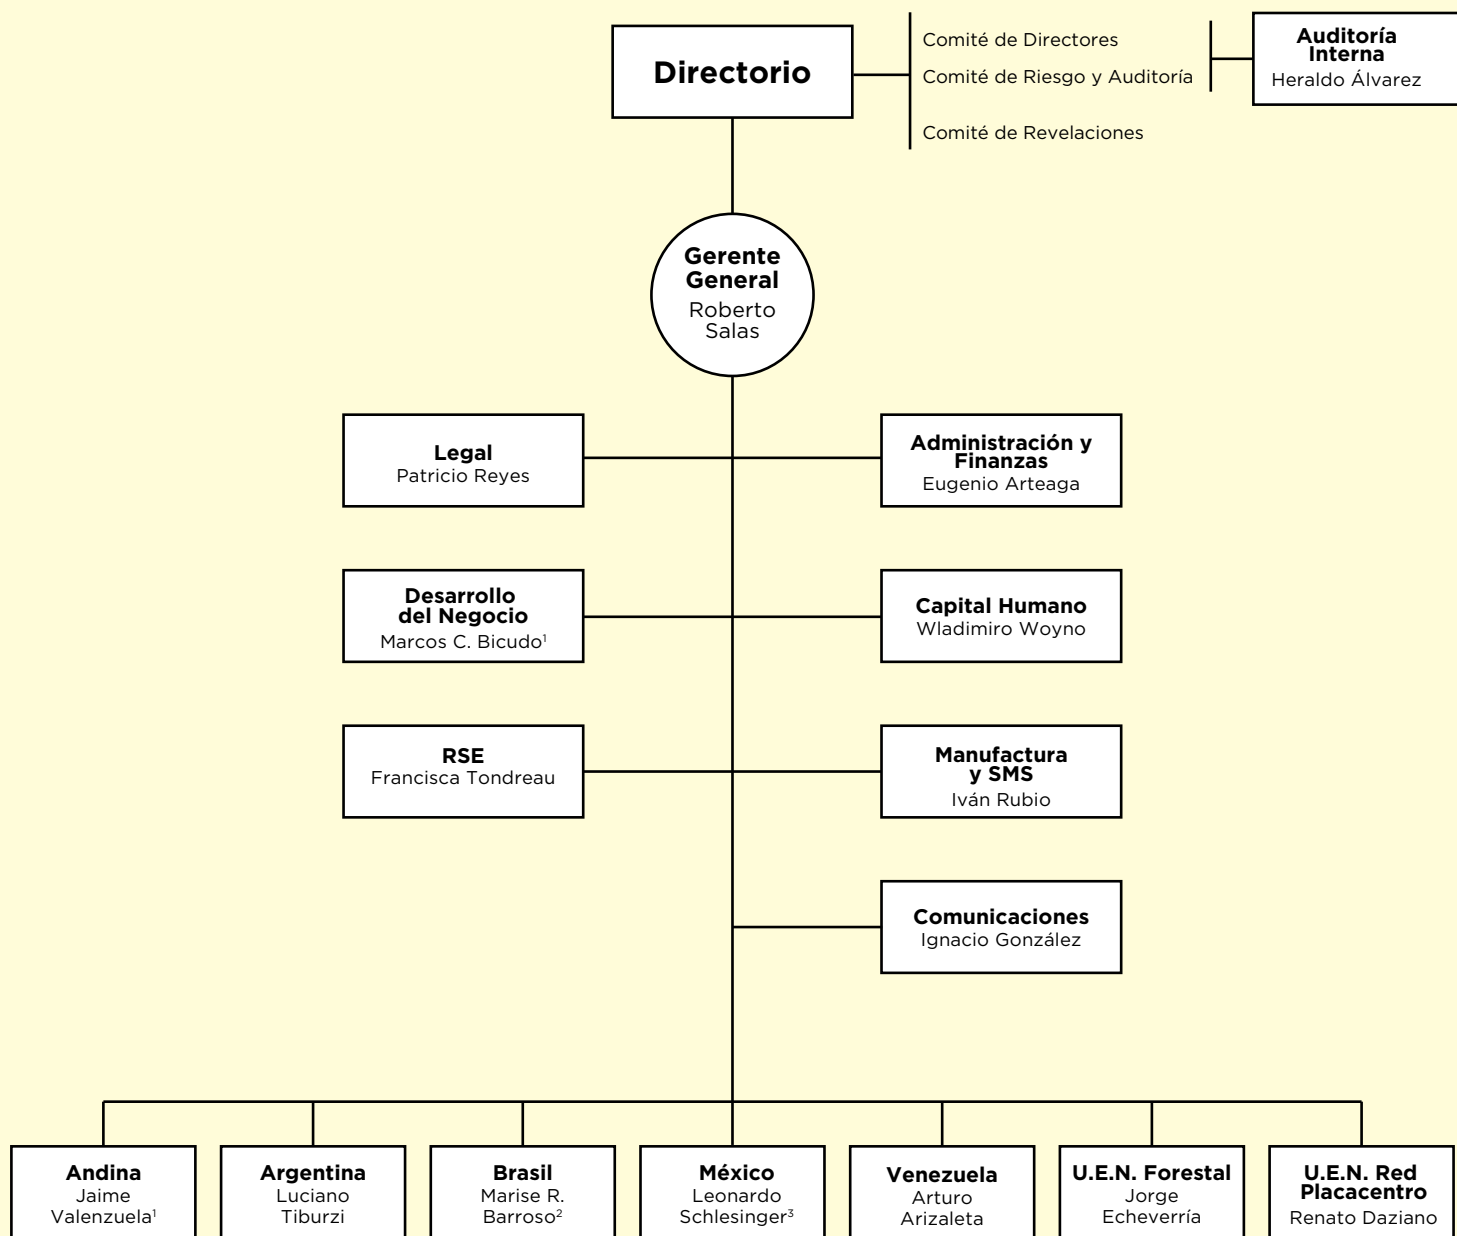 Directorio
Comité de Directores
Comité de Riesgo y Auditoría
Comité de Revelaciones
Auditoría
Interna
Heraldo Álvarez
Gerente
General
Roberto
Salas
Legal
Patricio Reyes
Administración y
Finanzas
Eugenio Arteaga
Desarrollo
del Negocio
Marcos C. Bicudo¹
Capital Humano
Wladimiro Woyno
RSE
Francisca Tondreau
Manufactura
y SMS
Iván Rubio
Comunicaciones
Ignacio González
Andina
Jaime
Valenzuela¹
Argentina
Luciano
Tiburzi
Brasil
Marise R.
Barroso²
México
Leonardo
Schlesinger³
Venezuela
Arturo
Arizaleta
U.E.N. Forestal
Jorge
Echeverría
U.E.N. Red
Placacentro
Renato Daziano